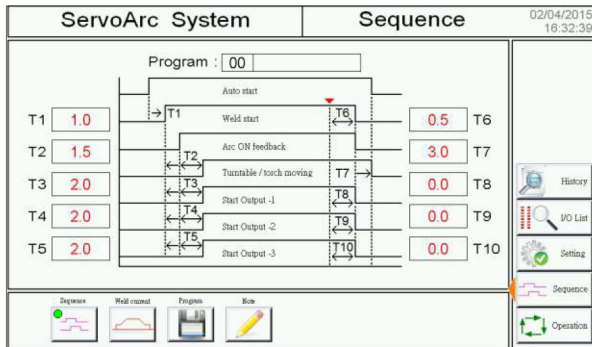 ServoArc System
Sequence
02/04/2015
16:32:39
Program : 00
Auto start
T1 1.0
T1
Weld start
T6
0.5 T6
T2 1.5
T2
Arc ON feedback
3.0 T7
Turntable / torch moving
T7
T3 2.0
T3
Start Output -1
T8
0.0 T8
T4 2.0
T4
Start Output -2
T9
0.0 T9
T5 2.0
T5
Start Output -3
T10
0.0 T10
History
I/O List
Setting
Sequence
Operation
Sequence
Weld current
Program
Note